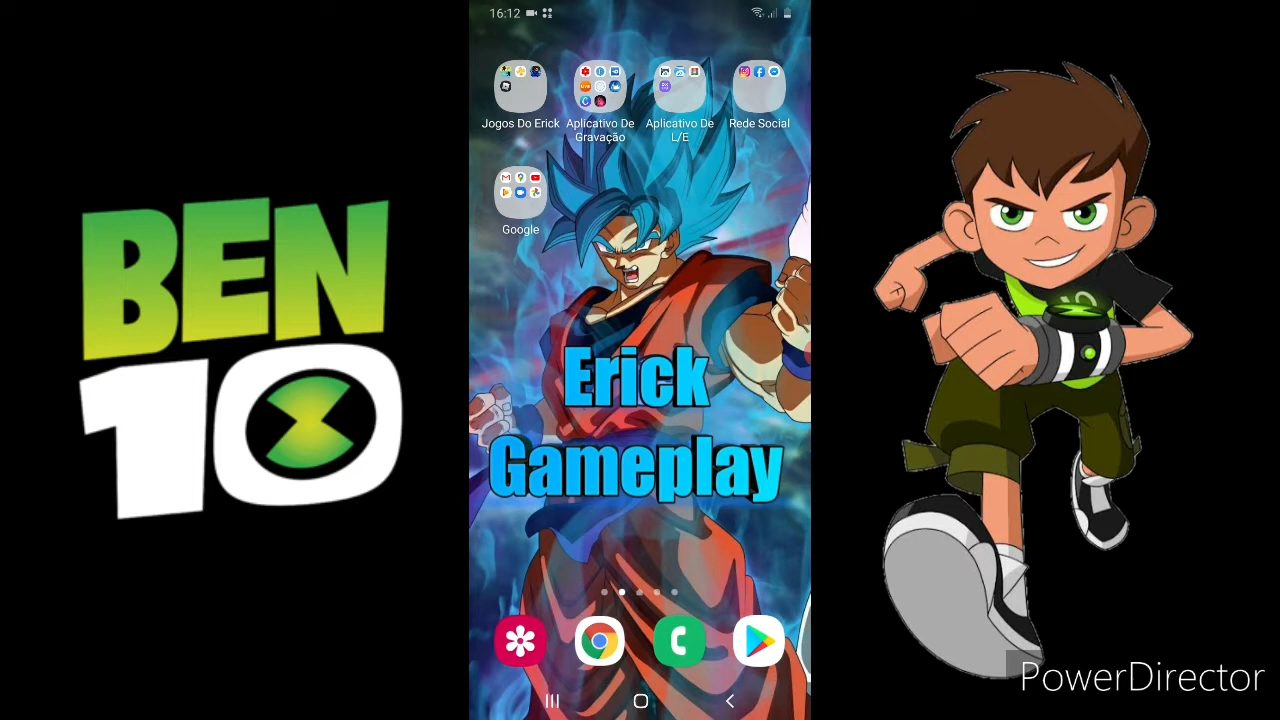 16:12
Jogos Do Erick
Aplicativo De
Gravação
Aplicativo De
L/E
Rede Social
Google
BEN
10
Erick
Gameplay
PowerDirector